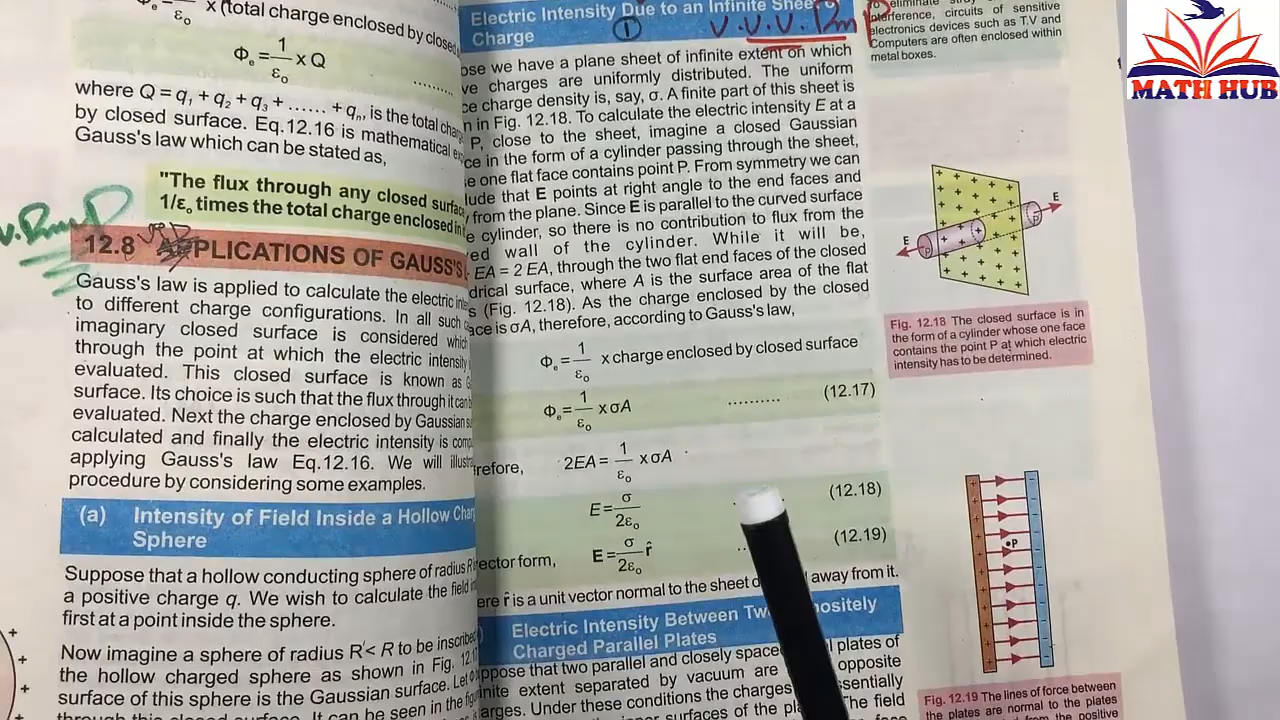 x (total charge enclosed by closed
Φe = 1/εo x Q ..........
where Q = q1 + q2 + q3 + ...... + qn, is the total charge
by closed surface. Eq.12.16 is mathematical
Gauss's law which can be stated as,
"The flux through any closed surface
1/εo times the total charge enclosed in
12.8 APPLICATIONS OF GAUSS'S
Gauss's law is applied to calculate the electric
to different charge configurations. In all such
imaginary closed surface is considered which
through the point at which the electric intensity
evaluated. This closed surface is known as
surface. Its choice is such that the flux through it can
evaluated. Next the charge enclosed by Gaussian
calculated and finally the electric intensity is
applying Gauss's law Eq.12.16. We will
procedure by considering some examples.
(a) Intensity of Field Inside a Hollow
Sphere
Suppose that a hollow conducting sphere of radius R
a positive charge q. We wish to calculate the field
first at a point inside the sphere.
Now imagine a sphere of radius R'< R to be inscribed
the hollow charged sphere as shown in Fig.
surface of this sphere is the Gaussian surface. Let
through this closed surface. It can be seen in the
Electric Intensity Due to an Infinite Sheet
Charge
1
V.V.V. Imp
we have a plane sheet of infinite extent on which
charges are uniformly distributed. The uniform
charge density is, say, σ. A finite part of this sheet is
in Fig. 12.18. To calculate the electric intensity E at a
P, close to the sheet, imagine a closed Gaussian
in the form of a cylinder passing through the sheet,
one flat face contains point P. From symmetry we can
that E points at right angle to the end faces and
from the plane. Since E is parallel to the curved surface
cylinder, so there is no contribution to flux from the
wall of the cylinder. While it will be,
EA = 2 EA, through the two flat end faces of the closed
surface, where A is the surface area of the flat
(Fig. 12.18). As the charge enclosed by the closed
is σA, therefore, according to Gauss's law,
Φe = 1/εo x charge enclosed by closed surface
Φe = 1/εo x σA .......... (12.17)
2EA = 1/εo x σA
E = σ/2εo (12.18)
form, E = σ/2εo r̂ (12.19)
r̂ is a unit vector normal to the sheet away from it.
Electric Intensity Between
Charged Parallel Plates
that two parallel and closely plates of
extent separated by vacuum are opposite
Under these conditions the charges
surfaces of the field
eliminate
interference, circuits of sensitive
electronics devices such as T.V and
Computers are often enclosed within
metal boxes.
MATH HUB
E
P
P
E
Fig. 12.18 The closed surface is in
the form of a cylinder whose one face
contains the point P at which electric
intensity has to be determined.
P
Fig. 12.19 The lines of force between
the plates are normal to the plates
from the positive